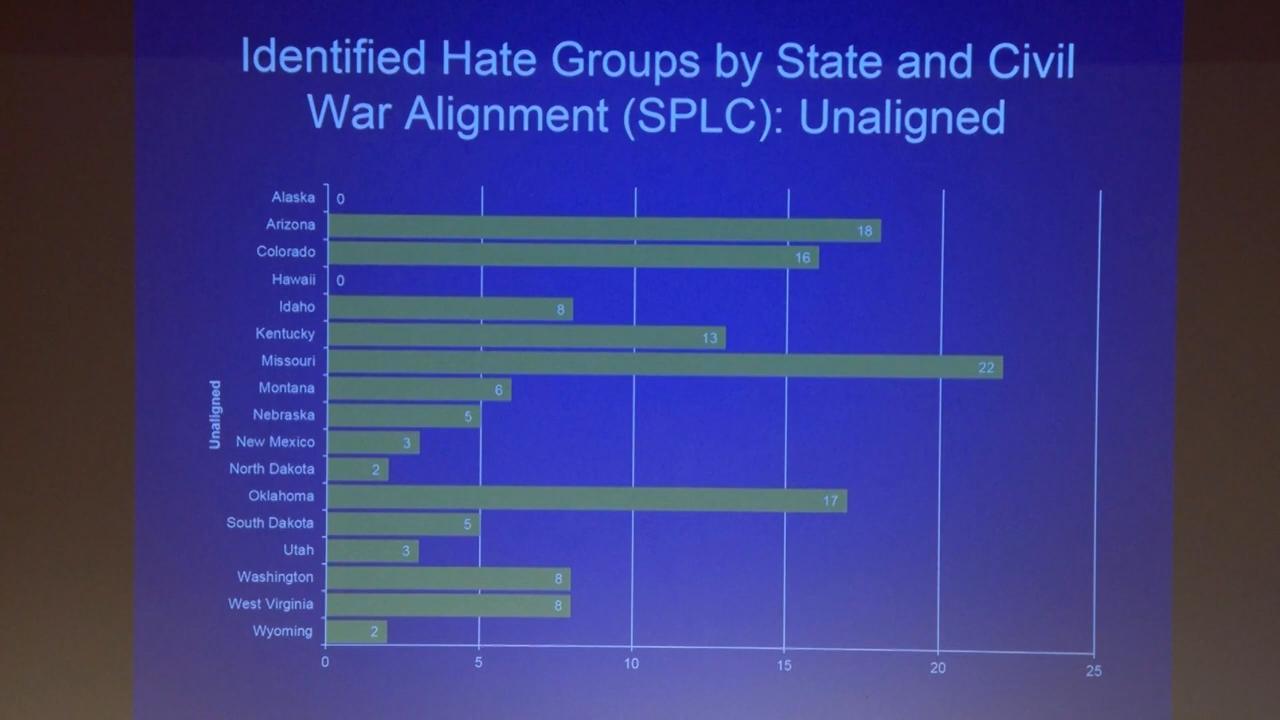 Identified Hate Groups by State and Civil
War Alignment (SPLC): Unaligned
Unaligned
Alaska 0
Arizona 18
Colorado 16
Hawaii 0
Idaho 8
Kentucky 13
Missouri 22
Montana 6
Nebraska 5
New Mexico 3
North Dakota 2
Oklahoma 17
South Dakota 5
Utah 3
Washington 8
West Virginia 8
Wyoming 2
0 5 10 15 20 25